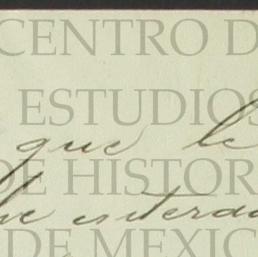 CENTRO D
ESTUDIOS
que le
DE HISTOR
DE MEXIC